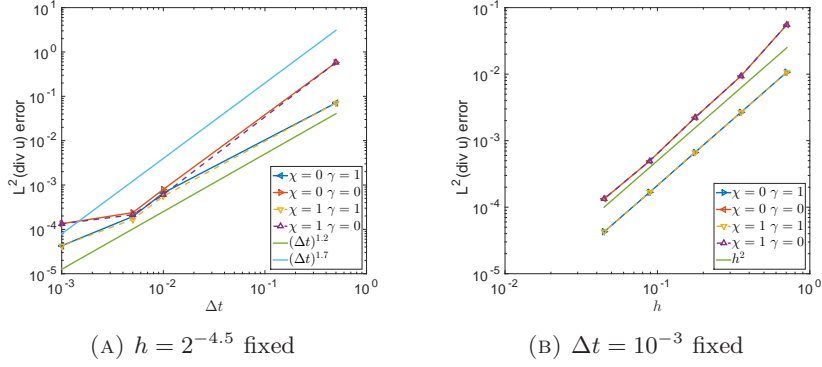 10^1
10^0
10^{-1}
10^{-2}
10^{-3}
10^{-4}
10^{-5}
L^2(div u) error
χ = 0 γ = 1
χ = 0 γ = 0
χ = 1 γ = 1
χ = 1 γ = 0
(Δt)^{1.2}
(Δt)^{1.7}
10^{-3} 10^{-2} 10^{-1} 10^0
Δt
(A) h = 2^{-4.5} fixed
10^{-1}
10^{-2}
10^{-3}
10^{-4}
10^{-5}
L^2(div u) error
χ = 0 γ = 1
χ = 0 γ = 0
χ = 1 γ = 1
χ = 1 γ = 0
h^2
10^{-2} 10^{-1} 10^0
h
(B) Δt = 10^{-3} fixed